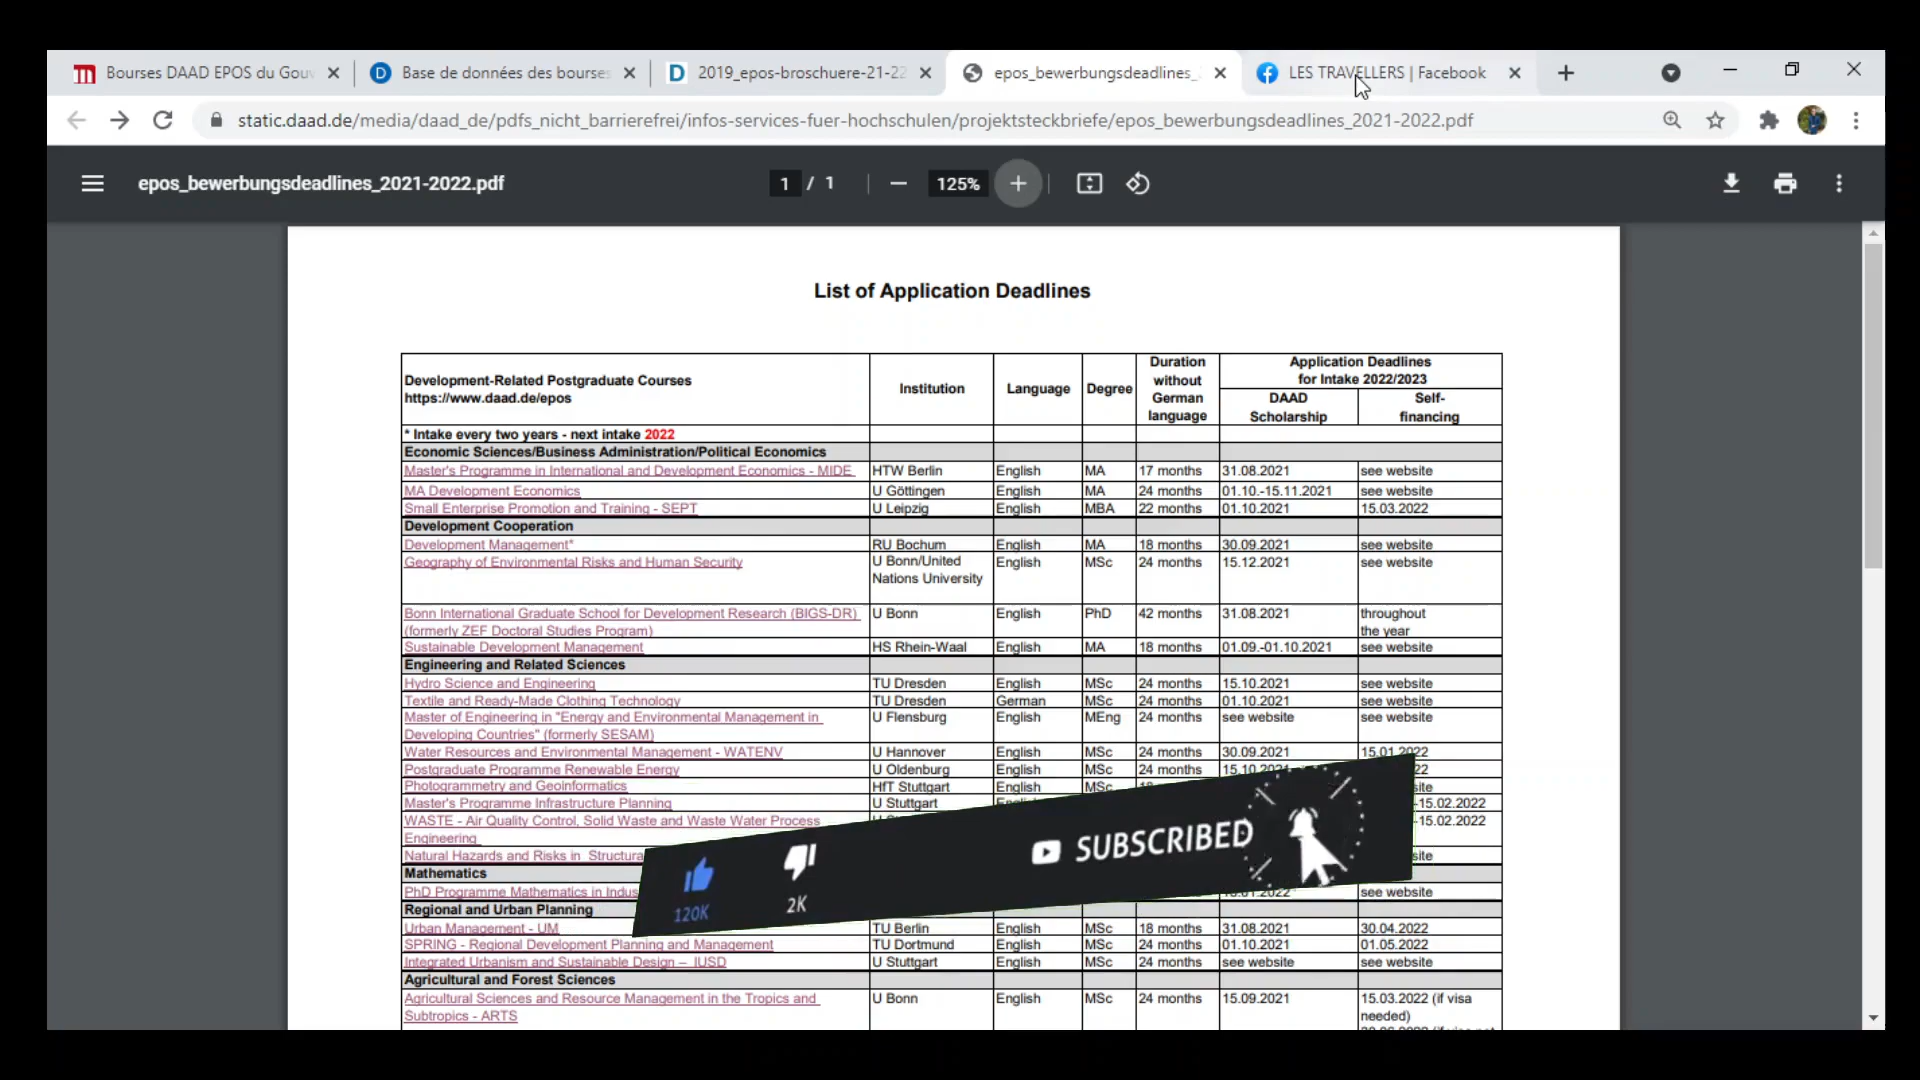 Bourses DAAD EPOS du Gouv
Base de données des bourses
2019_epos-broschuere-21-22
epos_bewerbungsdeadlines_
LES TRAVELLERS | Facebook
static.daad.de/media/daad_de/pdfs_nicht_barrierefrei/infos-services-fuer-hochschulen/projektsteckbriefe/epos_bewerbungsdeadlines_2021-2022.pdf
epos_bewerbungsdeadlines_2021-2022.pdf 1 / 1 125%
List of Application Deadlines
Development-Related Postgraduate Courses
https://www.daad.de/epos
Institution Language Degree Duration without German language
Application Deadlines
for Intake 2022/2023
DAAD Scholarship
Self-financing
* Intake every two years - next intake 2022
Economic Sciences/Business Administration/Political Economics
Master's Programme in International and Development Economics - MIDE HTW Berlin English MA 17 months 31.08.2021 see website
MA Development Economics U Göttingen English MA 24 months 01.10.-15.11.2021 see website
Small Enterprise Promotion and Training - SEPT U Leipzig English MBA 22 months 01.10.2021 15.03.2022
Development Cooperation
Development Management* RU Bochum English MA 18 months 30.09.2021 see website
Geography of Environmental Risks and Human Security U Bonn/United Nations University English MSc 24 months 15.12.2021 see website
Bonn International Graduate School for Development Research (BIGS-DR) U Bonn English PhD 42 months 31.08.2021 throughout
(formerly ZEF Doctoral Studies Program) the year
Sustainable Development Management HS Rhein-Waal English MA 18 months 01.09.-01.10.2021 see website
Engineering and Related Sciences
Hydro Science and Engineering TU Dresden English MSc 24 months 15.10.2021 see website
Textile and Ready-Made Clothing Technology TU Dresden German MSc 24 months 01.10.2021 see website
Master of Engineering in "Energy and Environmental Management in U Flensburg English MEng 24 months see website see website
Developing Countries" (formerly SESAM)
Water Resources and Environmental Management - WATENV U Hannover English MSc 24 months 30.09.2021 15.01.2022
Postgraduate Programme Renewable Energy U Oldenburg English MSc 24 months 15.10.2021 22
Photogrammetry and Geoinformatics HfT Stuttgart English MSc site
Master's Programme Infrastructure Planning U Stuttgart -15.02.2022
WASTE - Air Quality Control, Solid Waste and Waste Water Process -15.02.2022
Engineering
Natural Hazards and Risks in Structura site
Mathematics
PhD Programme Mathematics in Indus see website
Regional and Urban Planning
Urban Management - UM TU Berlin English MSc 18 months 31.08.2021 30.04.2022
SPRING - Regional Development Planning and Management TU Dortmund English MSc 24 months 01.10.2021 01.05.2022
Integrated Urbanism and Sustainable Design – IUSD U Stuttgart English MSc 24 months see website see website
Agricultural and Forest Sciences
Agricultural Sciences and Resource Management in the Tropics and U Bonn English MSc 24 months 15.09.2021 15.03.2022 (if visa
Subtropics - ARTS needed)
120K
2K
SUBSCRIBED